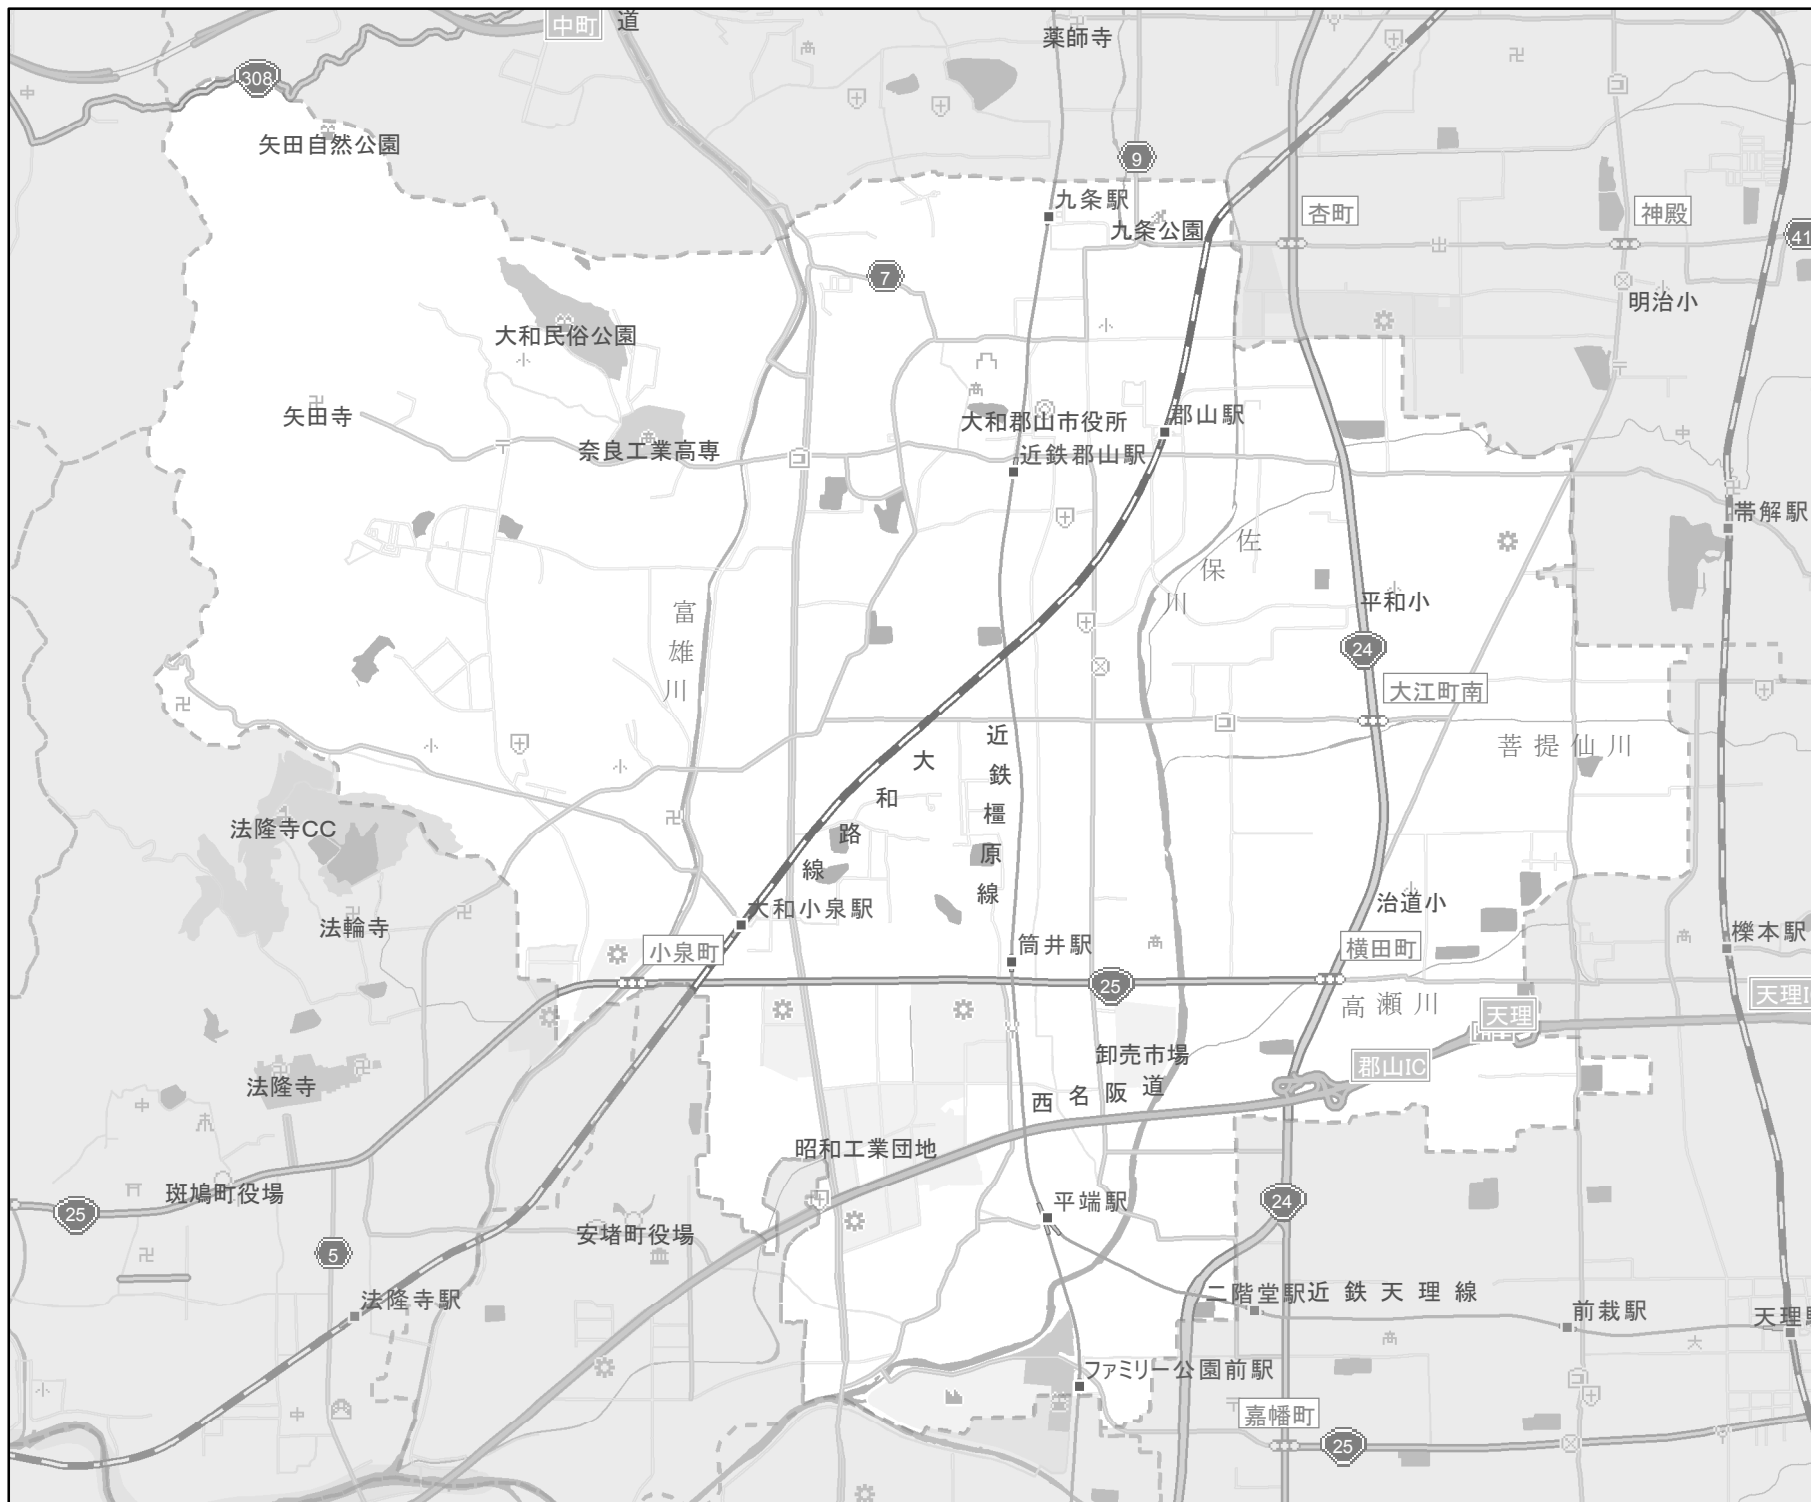 中町
道
薬師寺
308
矢田自然公園
9
九条駅
九条公園
杏町
神殿
41
7
明治小
大和民俗公園
矢田寺
奈良工業高専
大和郡山市役所
郡山駅
近鉄郡山駅
帯解駅
佐保川
富雄川
平和小
24
大江町南
菩提仙川
近鉄橿原線
大和路線
法隆寺CC
法輪寺
大和小泉駅
小泉町
筒井駅
治道小
横田町
櫟本駅
25
高瀬川
天理
天理I
郡山IC
卸売市場
西名阪道
法隆寺
昭和工業団地
斑鳩町役場
25
5
安堵町役場
平端駅
24
法隆寺駅
二階堂駅
近鉄天理線
前栽駅
天理駅
ファミリー公園前駅
嘉幡町
25